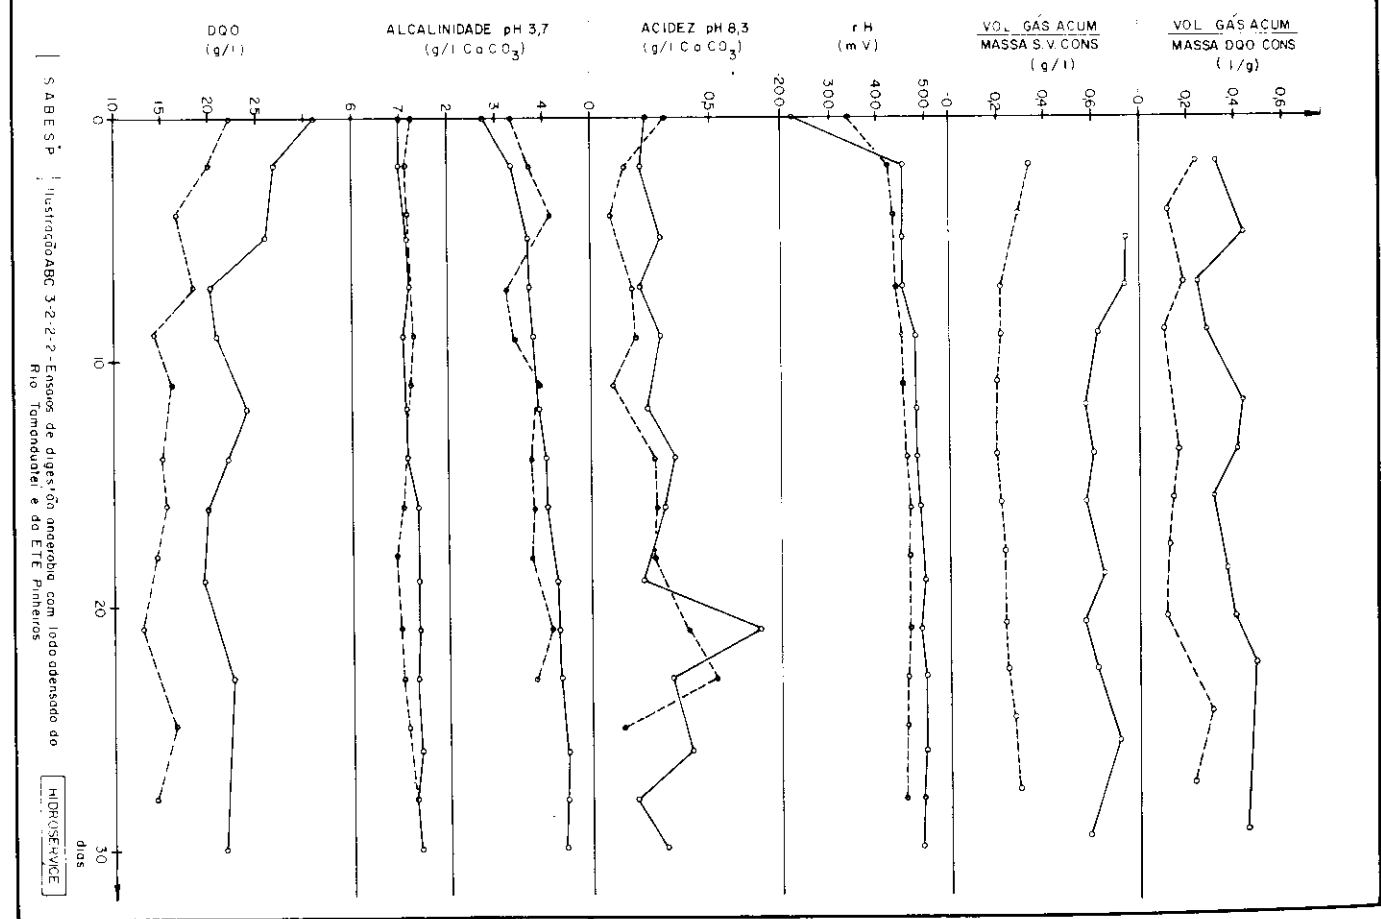 DQO
(g/l)
ALCALINIDADE pH 3,7
(g/l CaCO3)
ACIDEZ pH 8,3
(g/l CaCO3)
rH
(mV)
VOL GÁS ACUM
MASSA S.V. CONS
(g/l)
VOL GÁS ACUM
MASSA DQO CONS
(l/g)
10 15 20 25 6 7 2 3 4 0 0,5 -200 300 400 500 0 0,2 0,4 0,6 0 0,2 0,4 0,6
0
10
20
30
dias
SABESP
Ilustração ABC 3-2-2-2 - Ensaios de digestão anaerobia com lodo adensado do
Rio Tamanduateí e da ETE Pinheiros
HIDROSERVICE